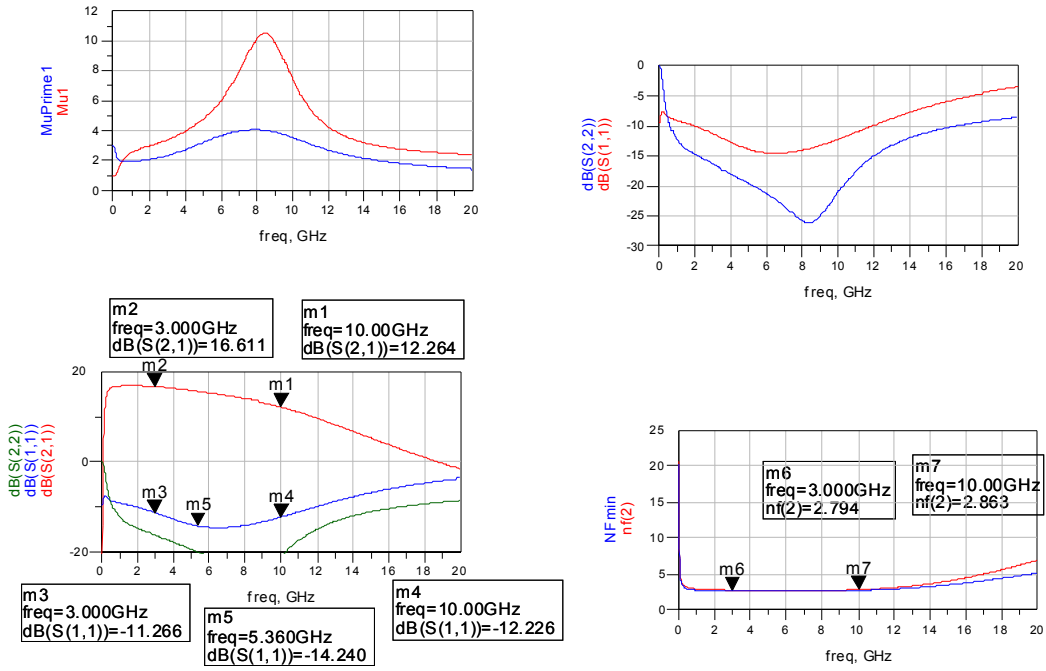 12
10
8
6
4
2
0
MuPrime1
Mu1
0 2 4 6 8 10 12 14 16 18 20
freq, GHz
0
-5
-10
-15
-20
-25
-30
dB(S(2,2))
dB(S(1,1))
0 2 4 6 8 10 12 14 16 18 20
freq, GHz
m2
freq=3.000GHz
dB(S(2,1))=16.611
m1
freq=10.00GHz
dB(S(2,1))=12.264
20
0
-20
dB(S(2,2))
dB(S(1,1))
dB(S(2,1))
m2
m1
m3
m5
m4
0 2 4 6 8 10 12 14 16 18 20
freq, GHz
m3
freq=3.000GHz
dB(S(1,1))=-11.266
m5
freq=5.360GHz
dB(S(1,1))=-14.240
m4
freq=10.00GHz
dB(S(1,1))=-12.226
25
20
15
10
5
0
NFmin
nf(2)
m6
freq=3.000GHz
nf(2)=2.794
m7
freq=10.00GHz
nf(2)=2.863
m6
m7
0 2 4 6 8 10 12 14 16 18 20
freq, GHz